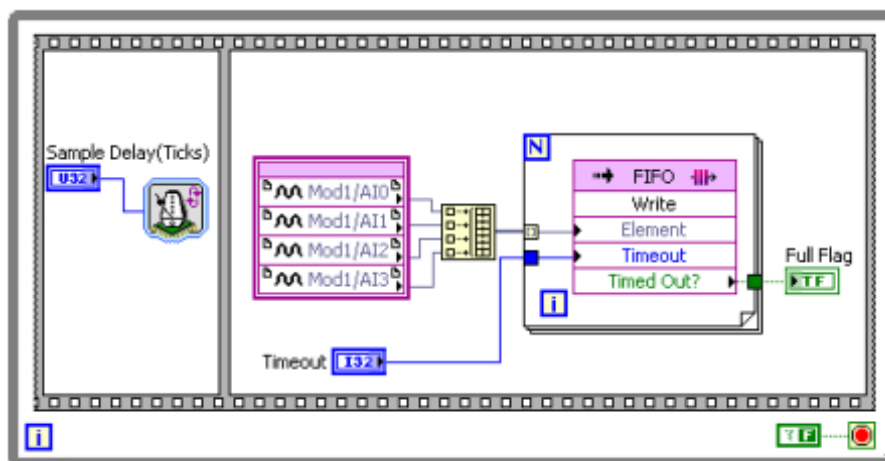 Sample Delay(Ticks)
U32
Mod1/AI0
Mod1/AI1
Mod1/AI2
Mod1/AI3
N
FIFO
Write
Element
Timeout
Timed Out?
i
Full Flag
TF
Timeout
I32
i
TF